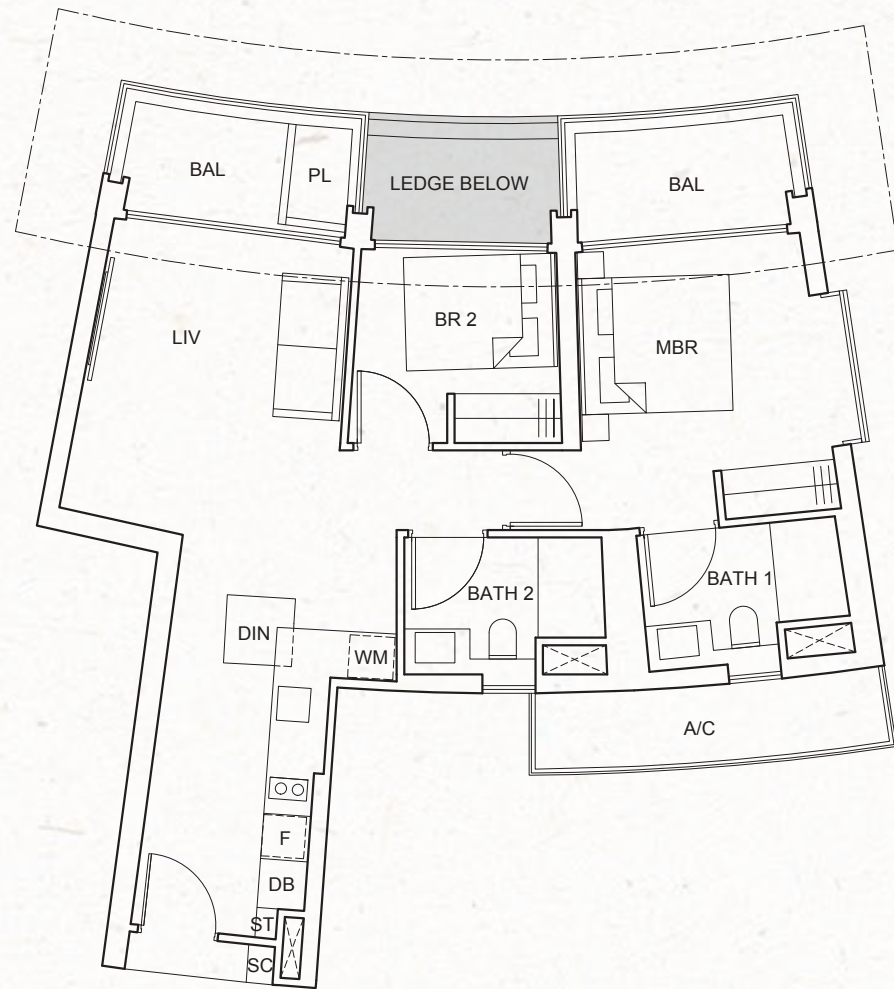 BAL
PL
LEDGE BELOW
BAL
LIV
BR 2
MBR
BATH 2
BATH 1
DIN
WM
A/C
F
DB
ST
SC